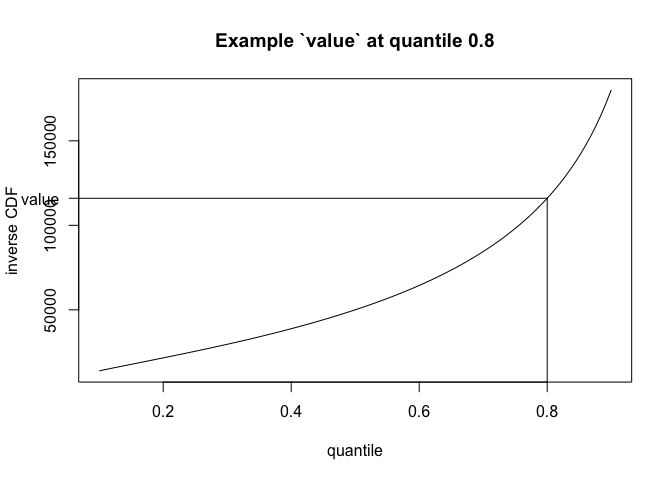 Example `value` at quantile 0.8
inverse CDF
value
150000
100000
50000
0.2 0.4 0.6 0.8
quantile